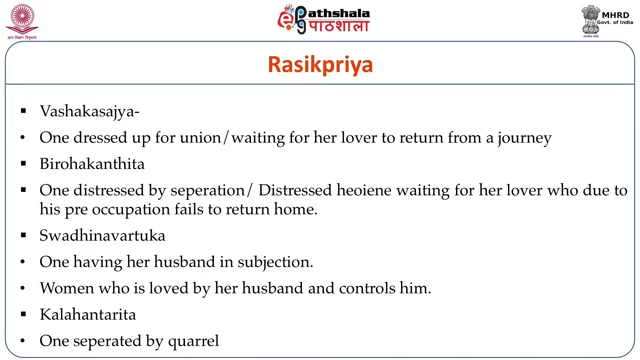 Pathshala
पाठशाला
MHRD
Govt. of India
Rasikpriya
▪ Vashakasajya-
• One dressed up for union/waiting for her lover to return from a journey
▪ Birohakanthita
▪ One distressed by seperation/ Distressed heoiene waiting for her lover who due to
his pre occupation fails to return home.
▪ Swadhinavartuka
• One having her husband in subjection.
• Women who is loved by her husband and controls him.
▪ Kalahantarita
• One seperated by quarrel